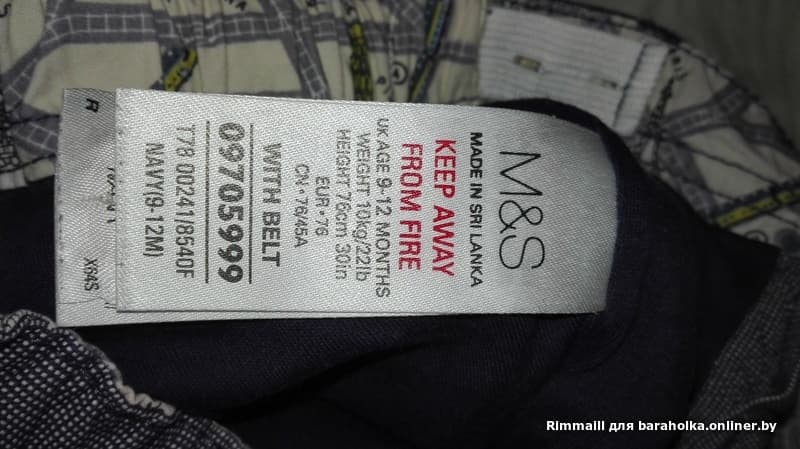 M&S
MADE IN SRI LANKA
KEEP AWAY
FROM FIRE
UK AGE 9-12 MONTHS
WEIGHT 10kg/22lb
HEIGHT 76cm 30in
EUR•76
CN•76/45A
WITH BELT
09705999
T78 00241/8540F
NAVY(9-12M)
R
X64S
Rimmalll для baraholka.onliner.by